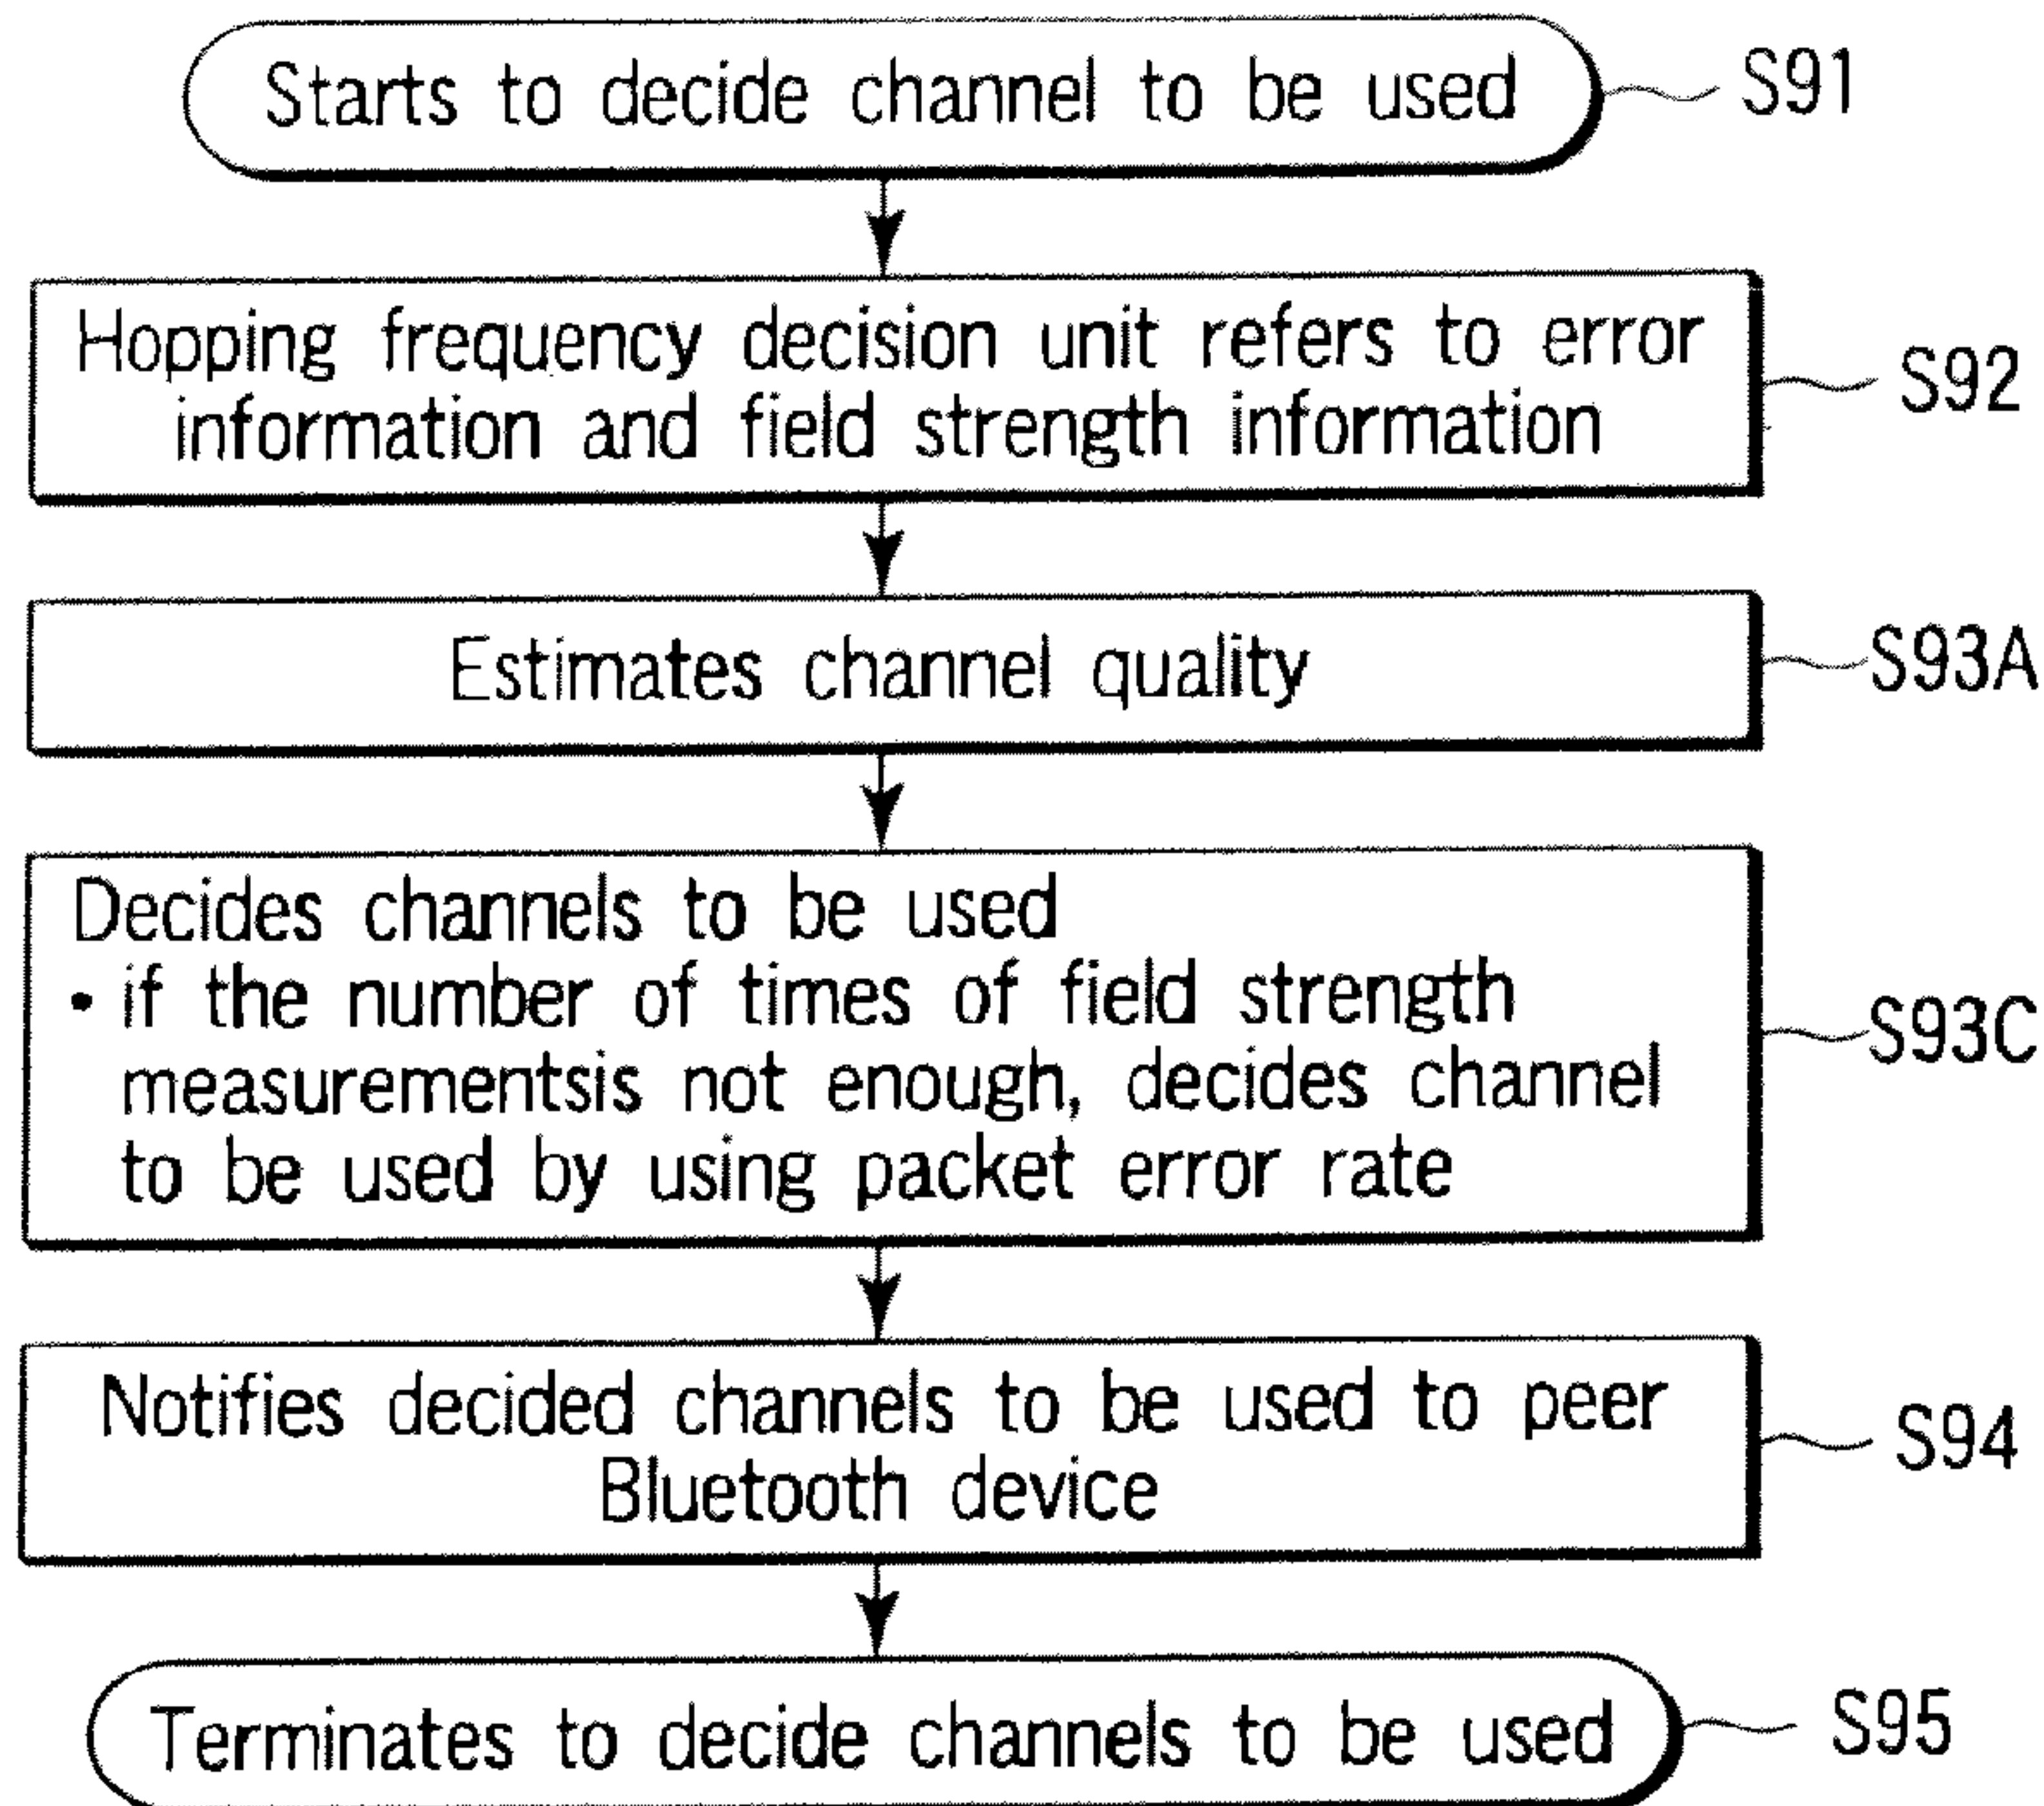 Starts to decide channel to be used
S91
Hopping frequency decision unit refers to error
information and field strength information
S92
Estimates channel quality
S93A
Decides channels to be used
• if the number of times of field strength
measurementsis not enough, decides channel
to be used by using packet error rate
S93C
Notifies decided channels to be used to peer
Bluetooth device
S94
Terminates to decide channels to be used
S95